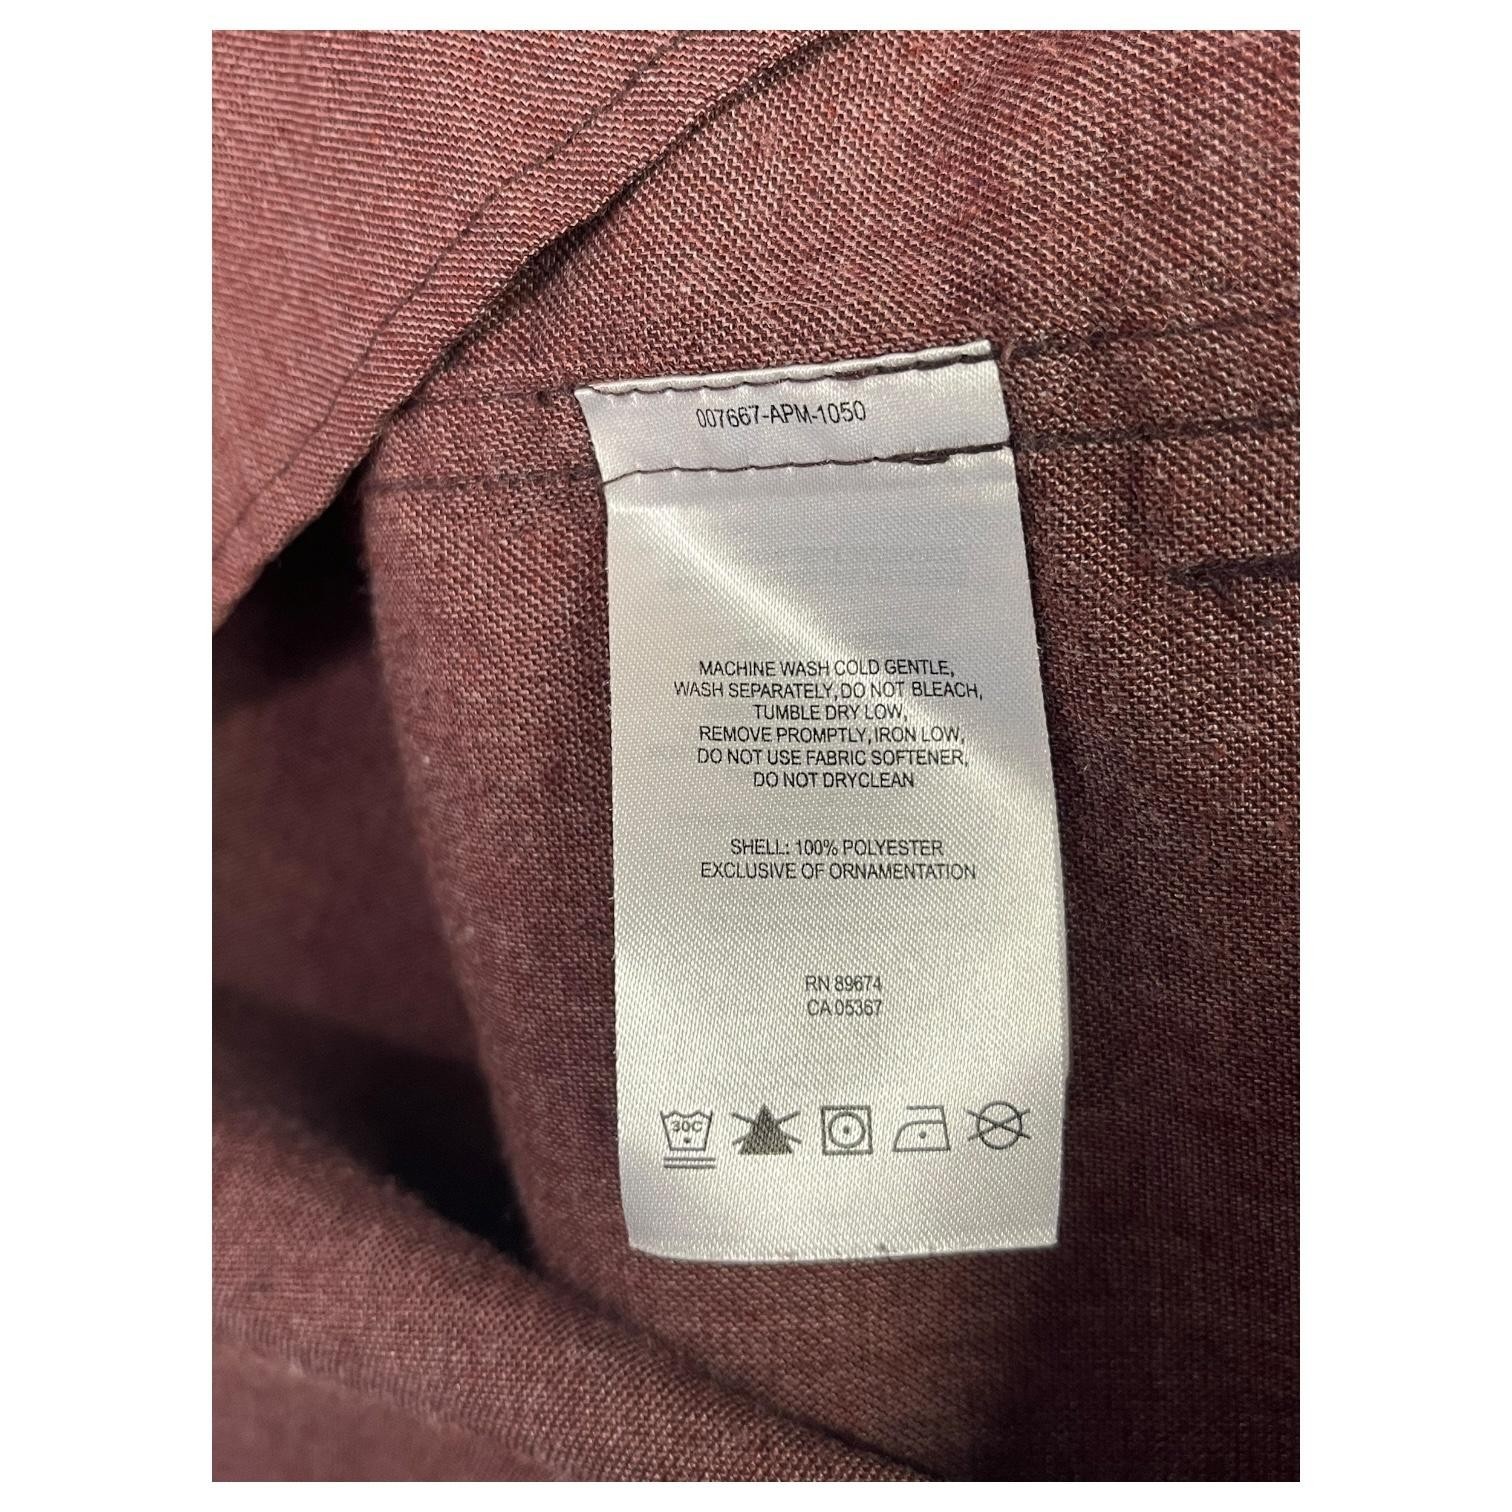 007667-APM-1050
MACHINE WASH COLD GENTLE,
WASH SEPARATELY, DO NOT BLEACH,
TUMBLE DRY LOW,
REMOVE PROMPTLY, IRON LOW,
DO NOT USE FABRIC SOFTENER,
DO NOT DRYCLEAN
SHELL: 100% POLYESTER
EXCLUSIVE OF ORNAMENTATION
RN 89674
CA 05367
30C